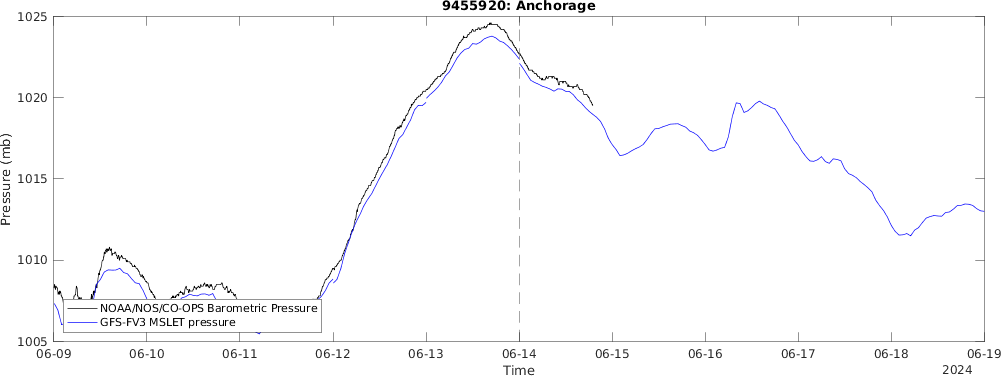 9455920: Anchorage
1025
1020
1015
1010
1005
Pressure (mb)
NOAA/NOS/CO-OPS Barometric Pressure
GFS-FV3 MSLET pressure
06-09 06-10 06-11 06-12 06-13 06-14 06-15 06-16 06-17 06-18 06-19
Time
2024